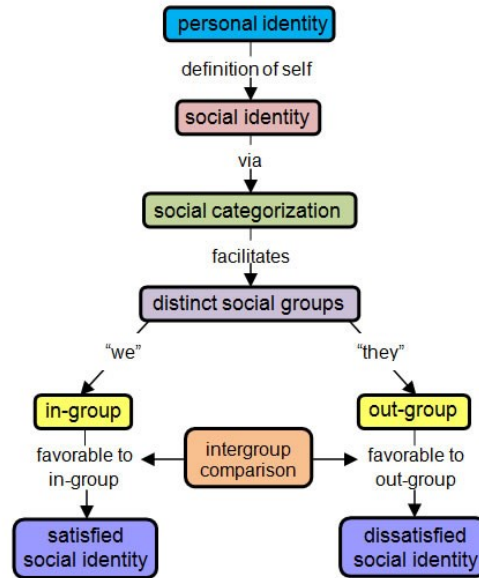 personal identity
definition of self
social identity
via
social categorization
facilitates
distinct social groups
“we”
“they”
in-group
out-group
favorable to
in-group
intergroup
comparison
favorable to
out-group
satisfied
social identity
dissatisfied
social identity